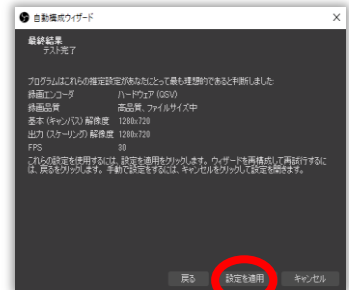 自動構成ウィザード
最終結果
テスト完了
プログラムはこれらの推定設定があなたにとって最も理想的であると判断しました:
録画エンコーダ ハードウェア (QSV)
録画品質 高品質, ファイルサイズ中
基本 (キャンバス) 解像度 1280x720
出力 (スケーリング) 解像度 1280x720
FPS 30
これらの設定を使用するには、設定を適用をクリックします。ウィザードを再構成して再試行するに
は、戻るをクリックします。手動で設定をするには、キャンセルをクリックして設定を開きます。
戻る 設定を適用 キャンセル